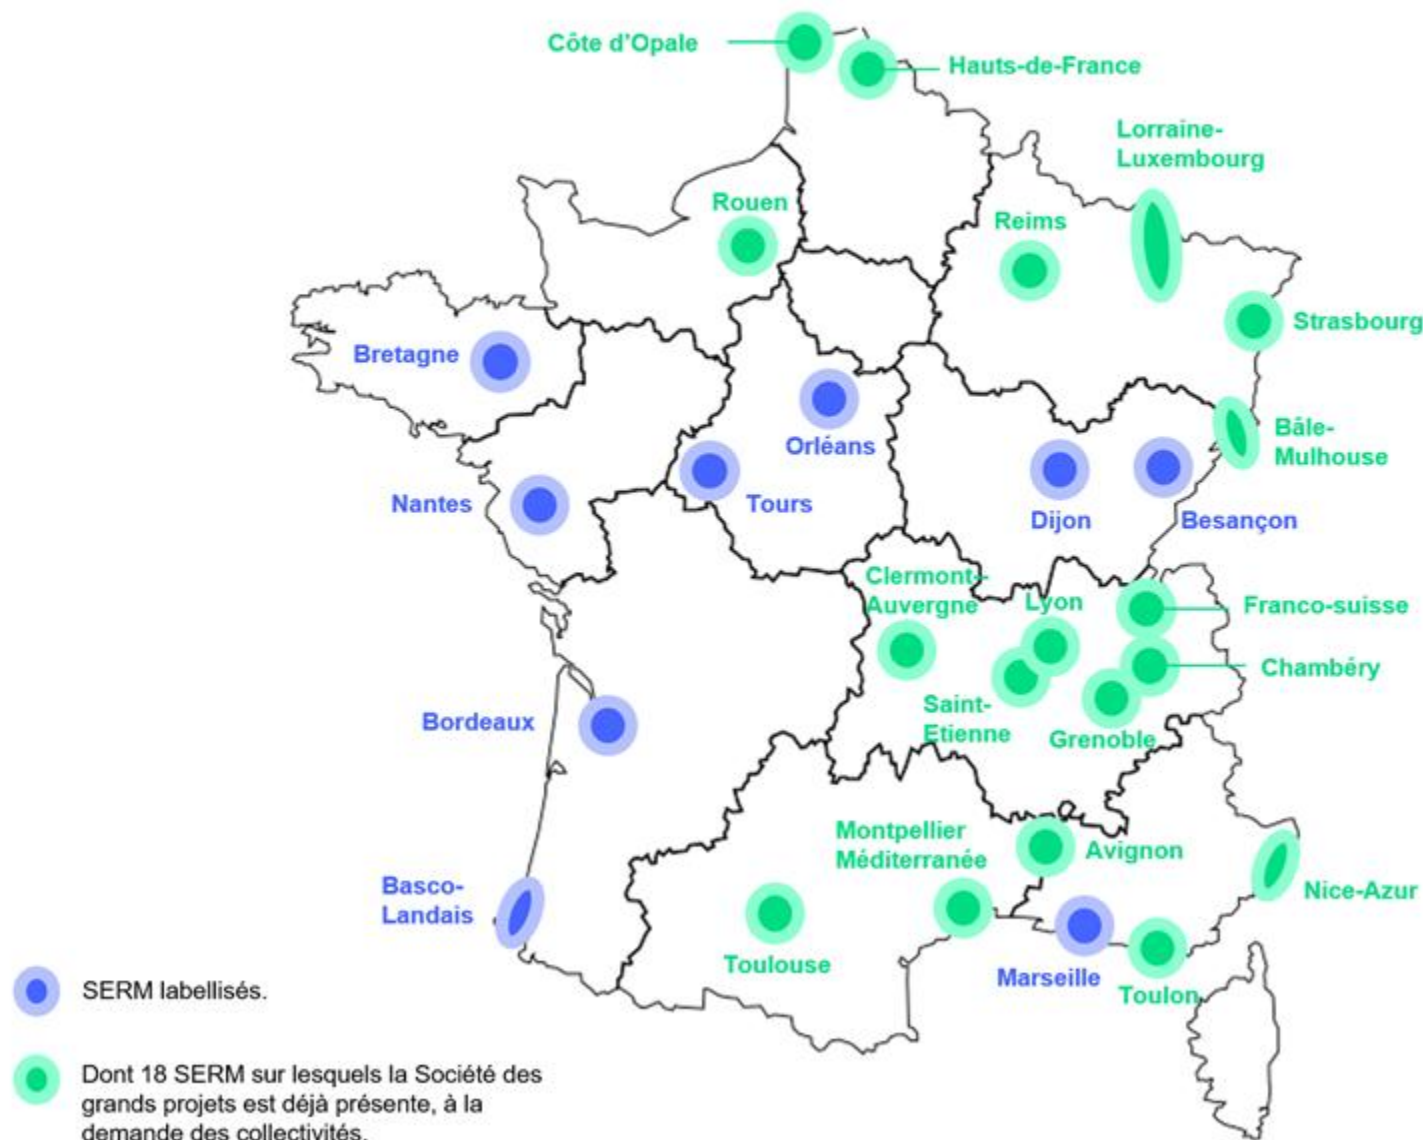 Côte d'Opale
Hauts-de-France
Lorraine-
Luxembourg
Rouen
Reims
Strasbourg
Bretagne
Orléans
Bâle-
Mulhouse
Nantes
Tours
Dijon
Besançon
Clermont-
Auvergne
Lyon
Franco-suisse
Chambéry
Saint-
Etienne
Grenoble
Bordeaux
Montpellier
Méditerranée
Avignon
Nice-Azur
Basco-
Landais
Toulouse
Marseille
Toulon
SERM labellisés.
Dont 18 SERM sur lesquels la Société des
grands projets est déjà présente, à la
demande des collectivités.